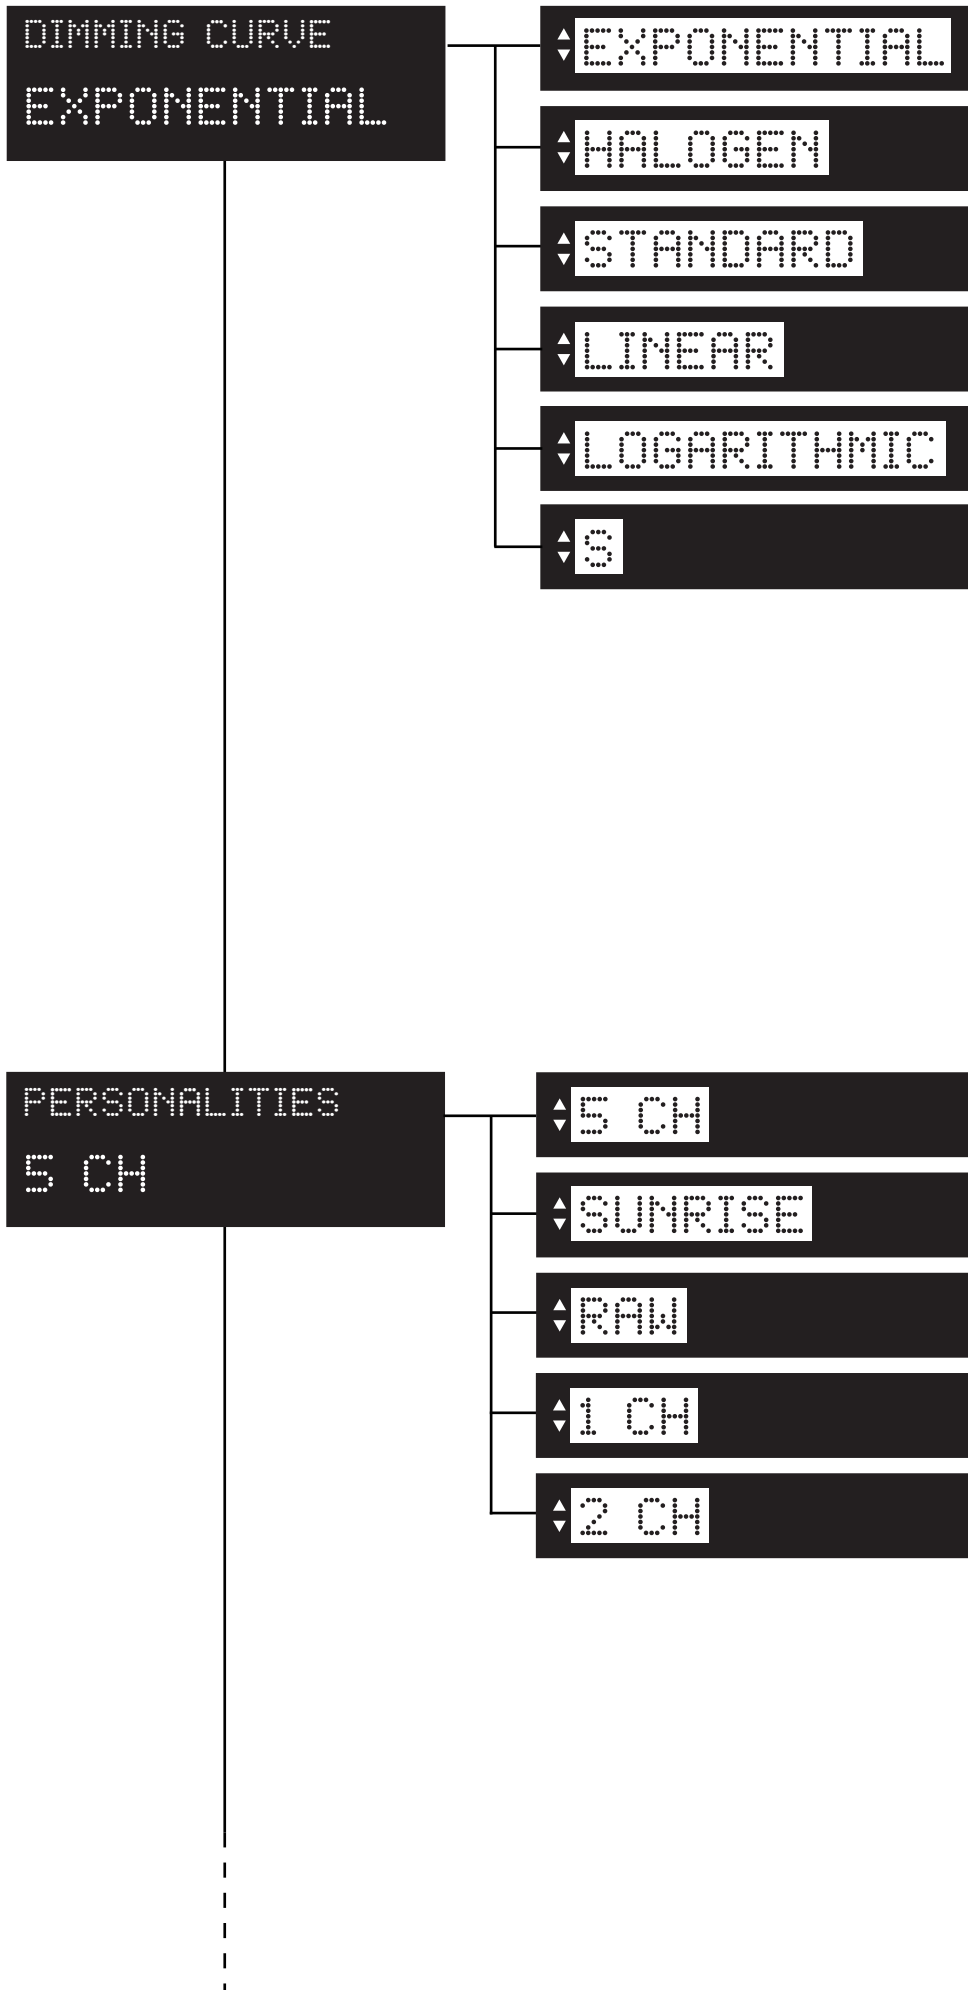 DIMMING CURVE
EXPONENTIAL
EXPONENTIAL
HALOGEN
STANDARD
LINEAR
LOGARITHMIC
S
PERSONALITIES
5 CH
5 CH
SUNRISE
RAW
1 CH
2 CH